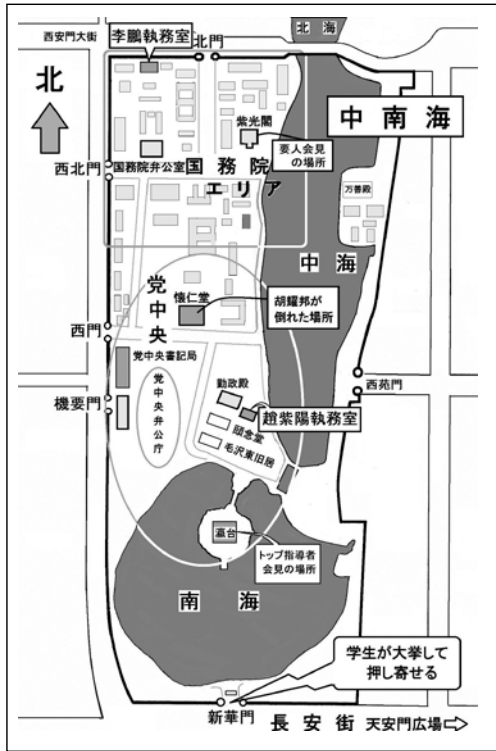 北海
西安門大街
李鵬執務室
北門
北
中南海
紫光閣
要人会見
の場所
西北門
国務院弁公室
国務院
エリア
万善殿
中海
党中央
懐仁堂
胡耀邦が
倒れた場所
西門
党中央書記局
勤政殿
西苑門
機要門
党中央弁公庁
趙紫陽執務室
頤念堂
毛沢東旧居
瀛台
トップ指導者
会見の場所
南海
学生が大挙して
押し寄せる
新華門
長安街
天安門広場⇨